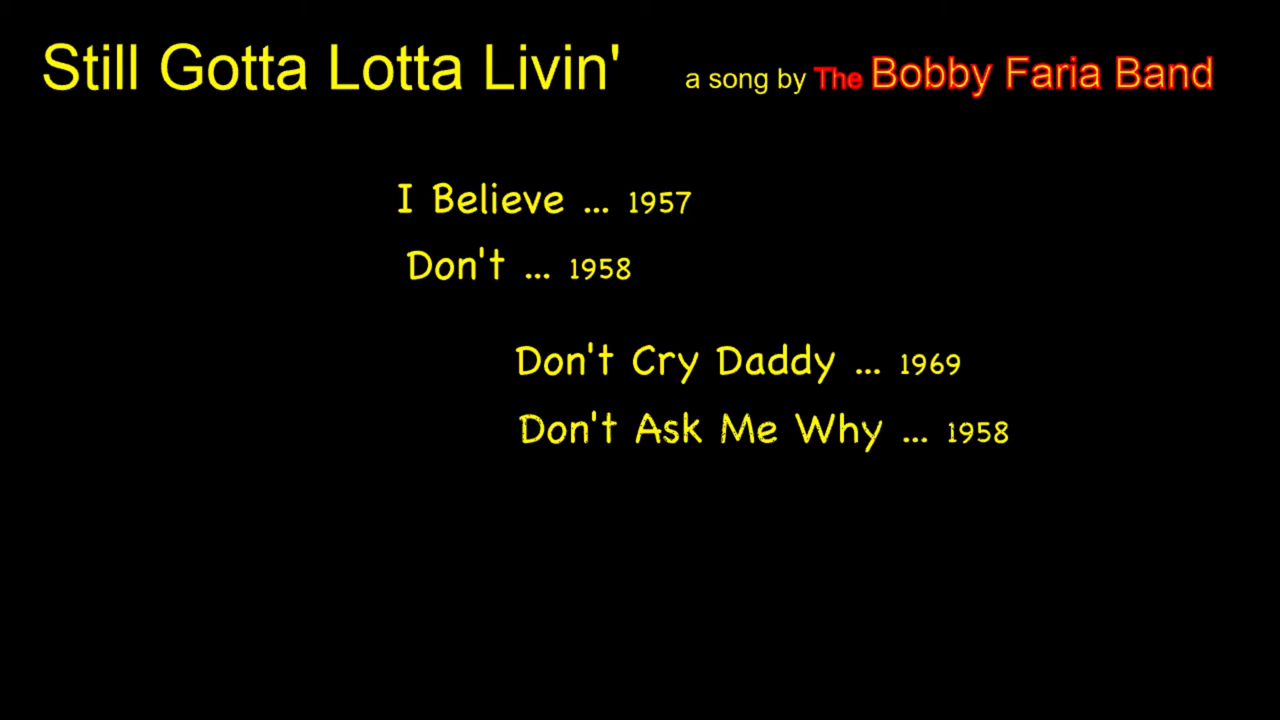 Still Gotta Lotta Livin' a song by The Bobby Faria Band
I Believe ... 1957
Don't ... 1958
Don't Cry Daddy ... 1969
Don't Ask Me Why ... 1958